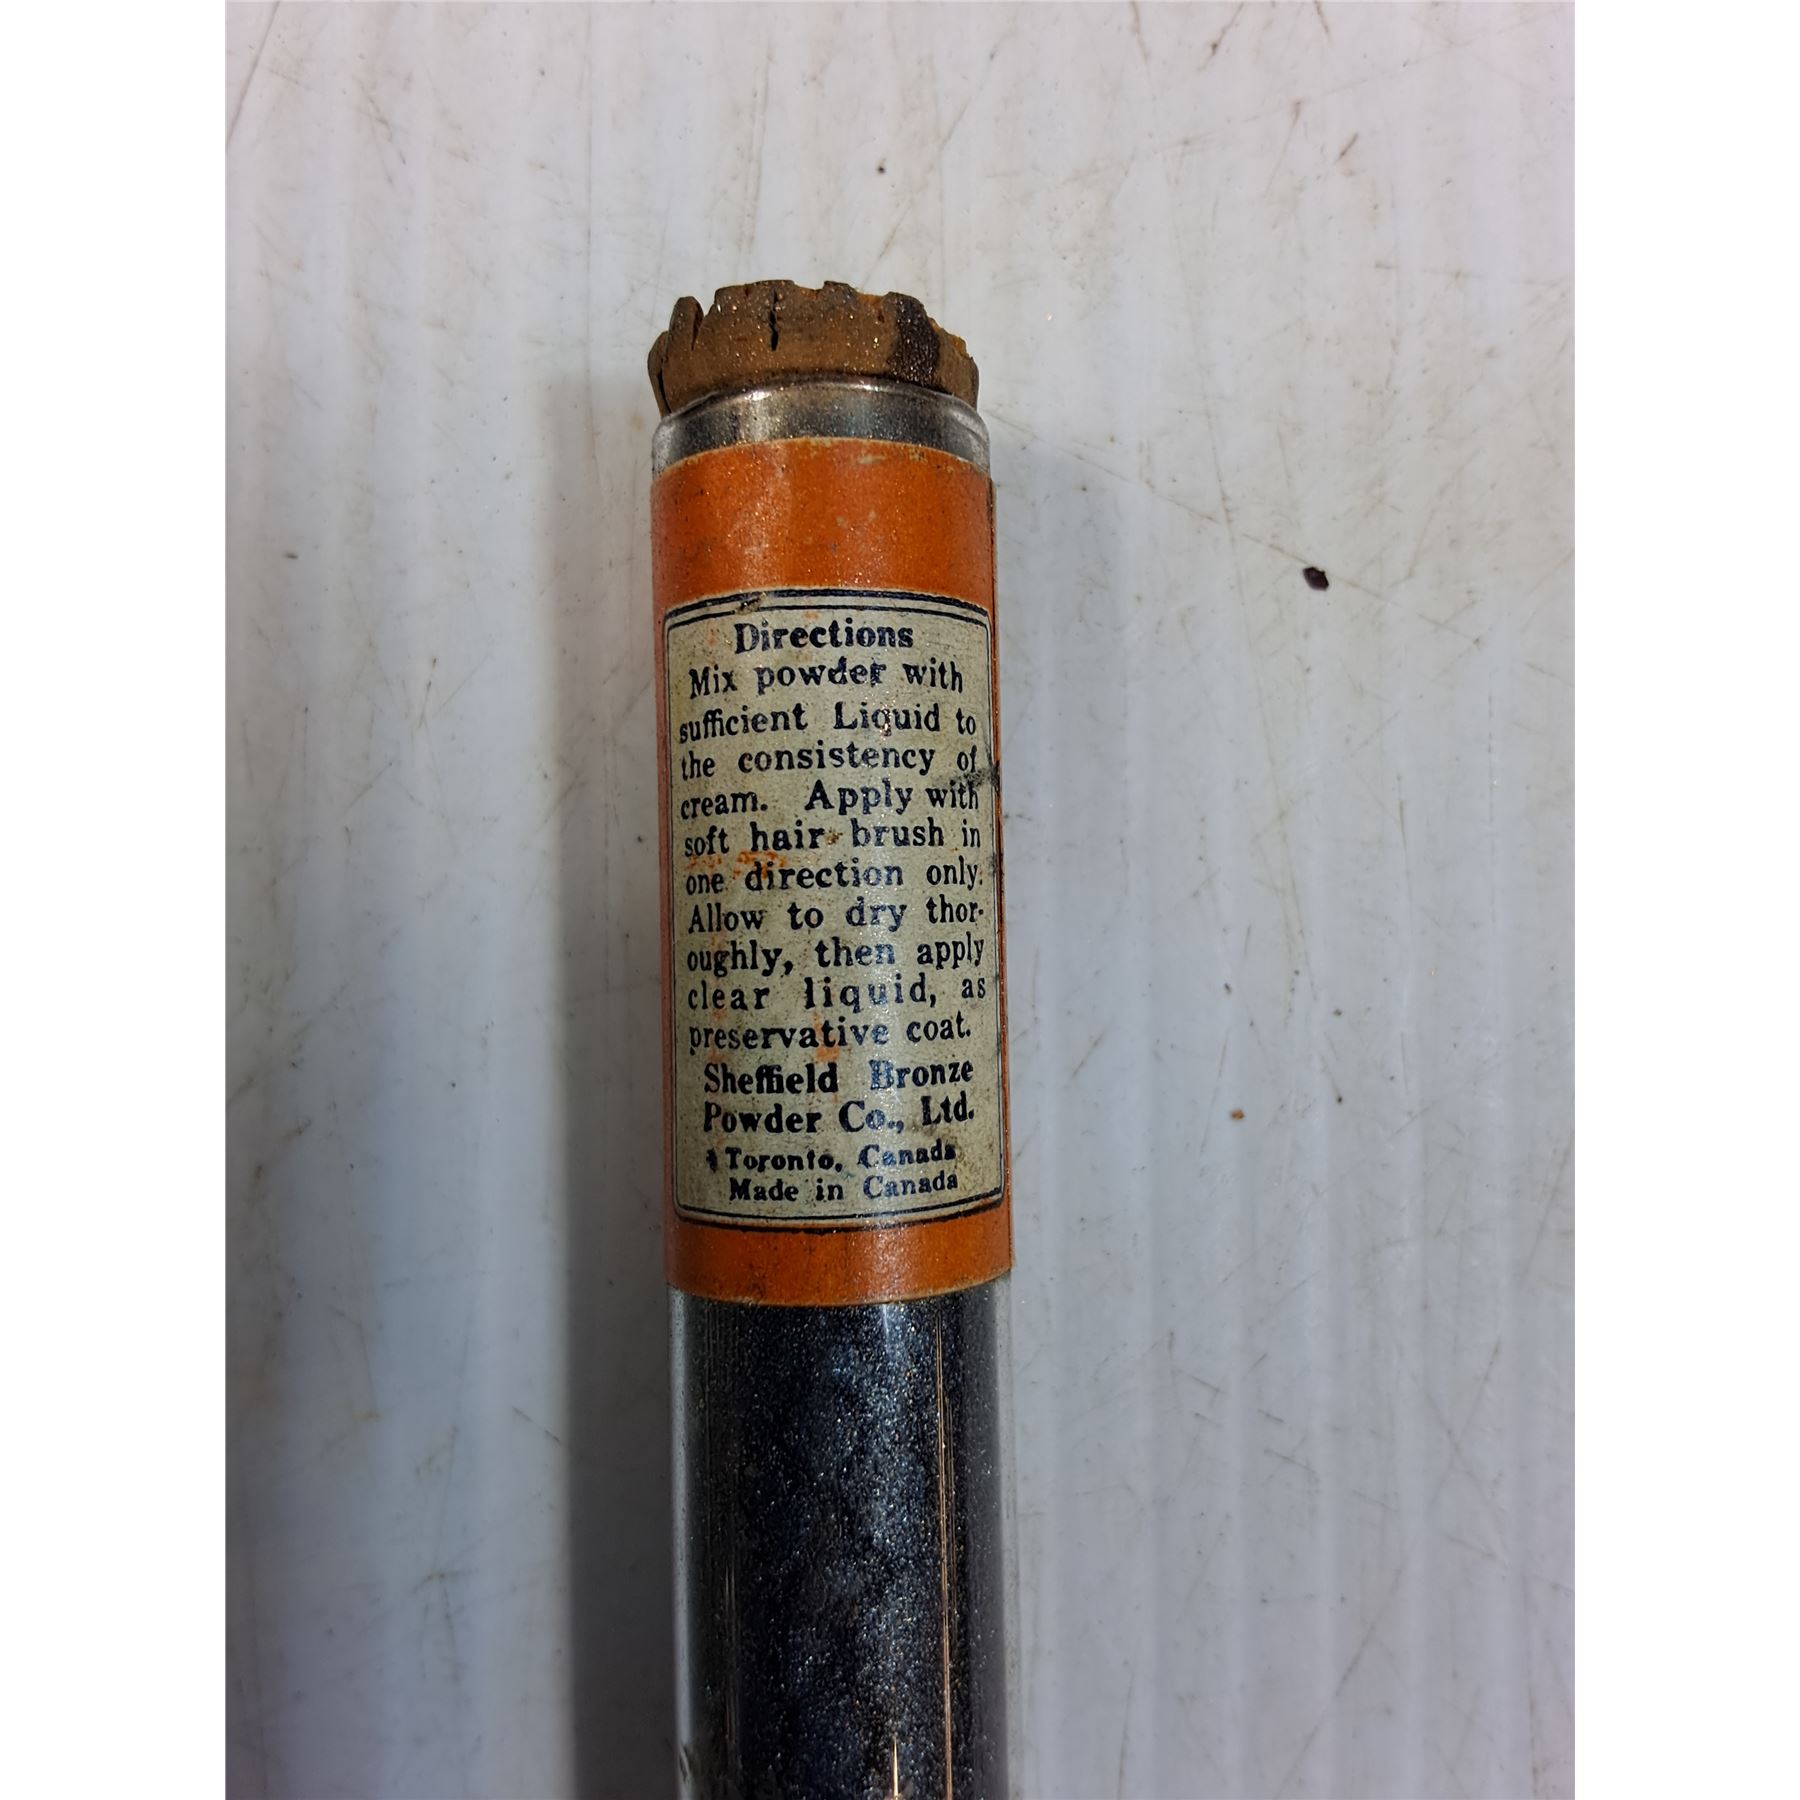 Directions
Mix powder with
sufficient Liquid to
the consistency of
cream. Apply with
soft hair brush in
one direction only.
Allow to dry thor-
oughly, then apply
clear liquid, as
preservative coat.
Sheffield Bronze
Powder Co., Ltd.
Toronto, Canada
Made in Canada